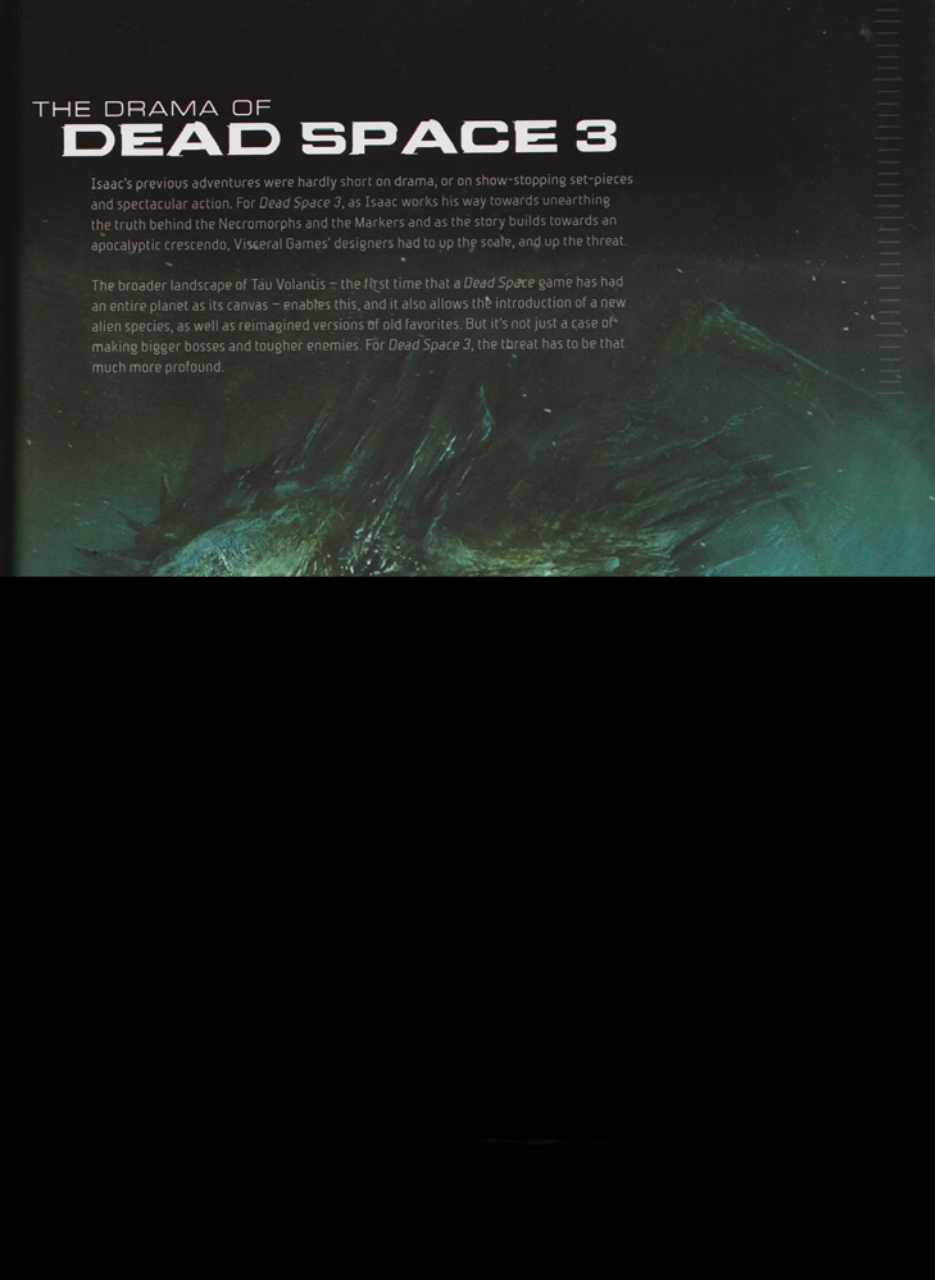 THE DRAMA OF
DEAD SPACE 3
Isaac's previous adventures were hardly short on drama, or on show-stopping set-pieces
and spectacular action. For Dead Space 3, as Isaac works his way towards unearthing
the truth behind the Necromorphs and the Markers and as the story builds towards an
apocalyptic crescendo, Visceral Games' designers had to up the scale, and up the threat.
The broader landscape of Tau Volantis – the first time that a Dead Space game has had
an entire planet as its canvas – enables this, and it also allows the introduction of a new
alien species, as well as reimagined versions of old favorites. But it's not just a case of
making bigger bosses and tougher enemies. For Dead Space 3, the threat has to be that
much more profound.